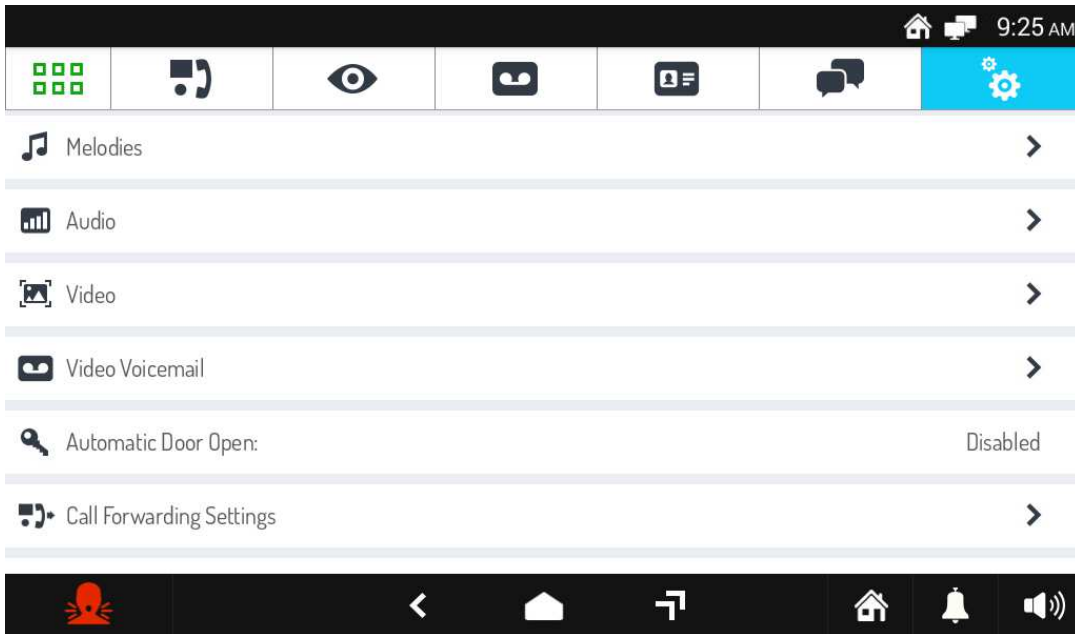 9:25 AM
Melodies
Audio
Video
Video Voicemail
Automatic Door Open: Disabled
Call Forwarding Settings